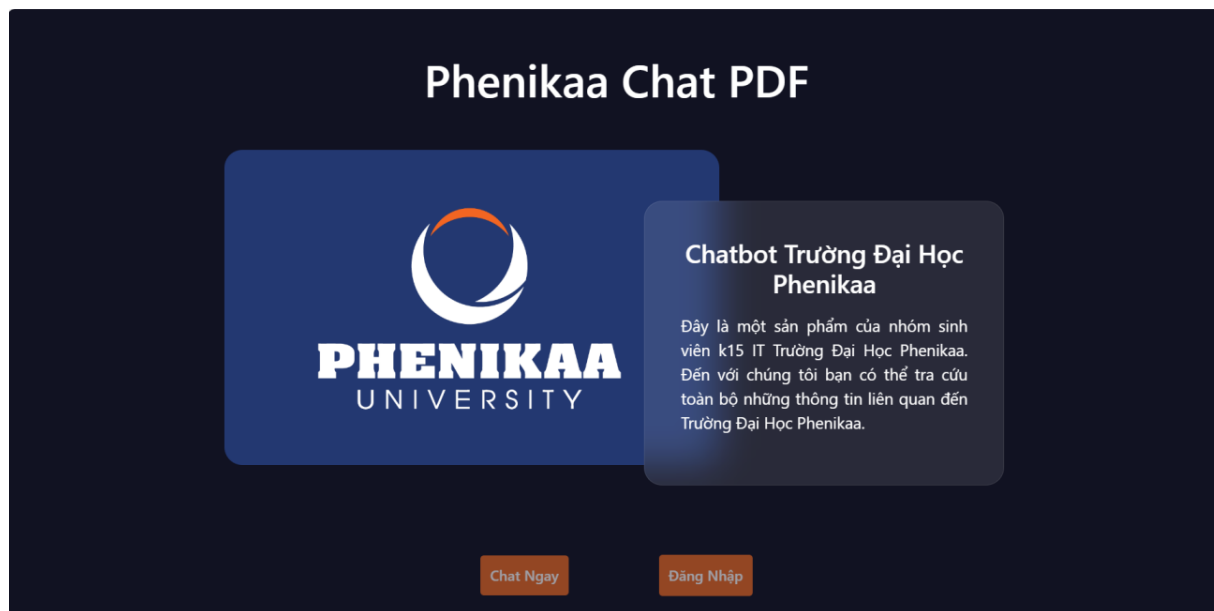 Phenikaa Chat PDF
PHENIKAA
UNIVERSITY
Chatbot Trường Đại Học
Phenikaa
Đây là một sản phẩm của nhóm sinh
viên k15 IT Trường Đại Học Phenikaa.
Đến với chúng tôi bạn có thể tra cứu
toàn bộ những thông tin liên quan đến
Trường Đại Học Phenikaa.
Chat Ngay
Đăng Nhập